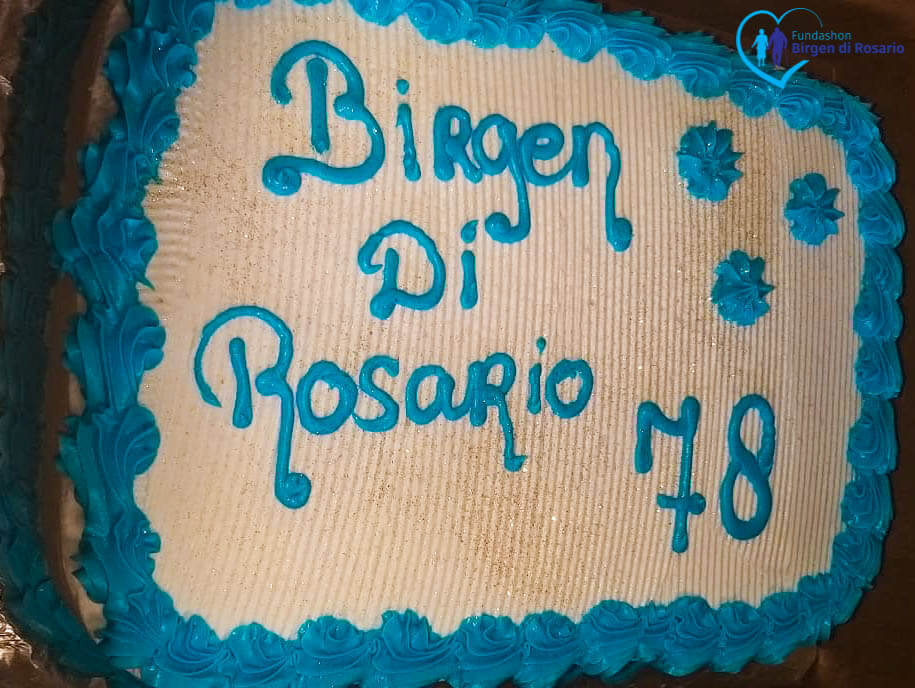 Fundashon
Birgen di Rosario
Birgen
Di
Rosario
78